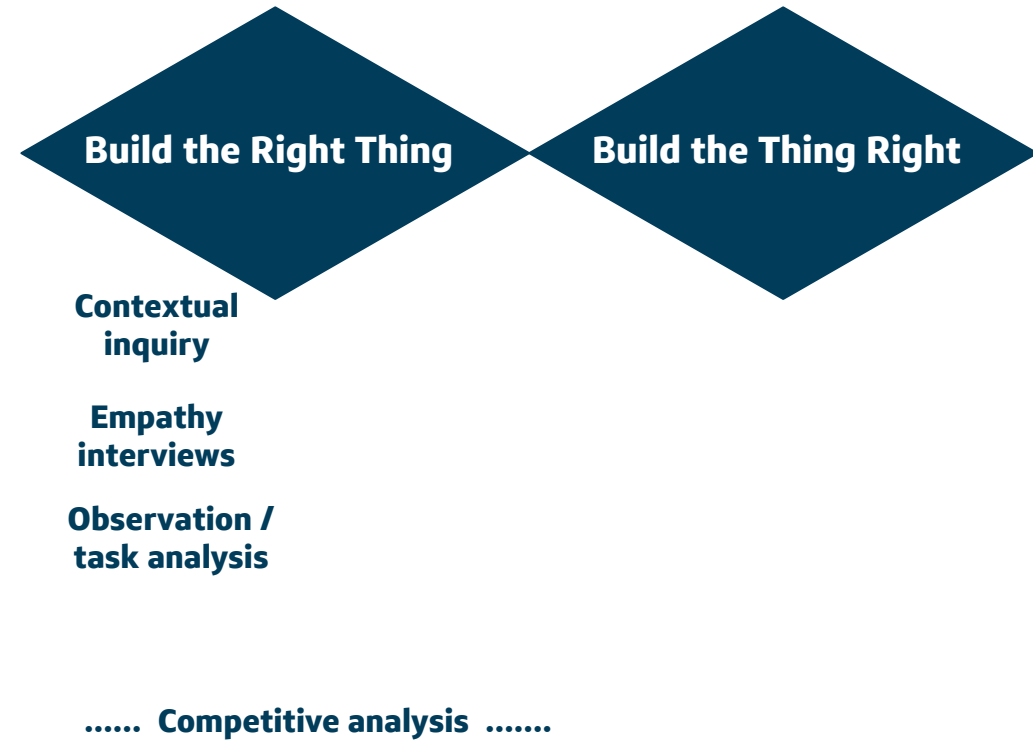 Build the Right Thing
Build the Thing Right
Contextual
inquiry
Empathy
interviews
Observation /
task analysis
...... Competitive analysis .......